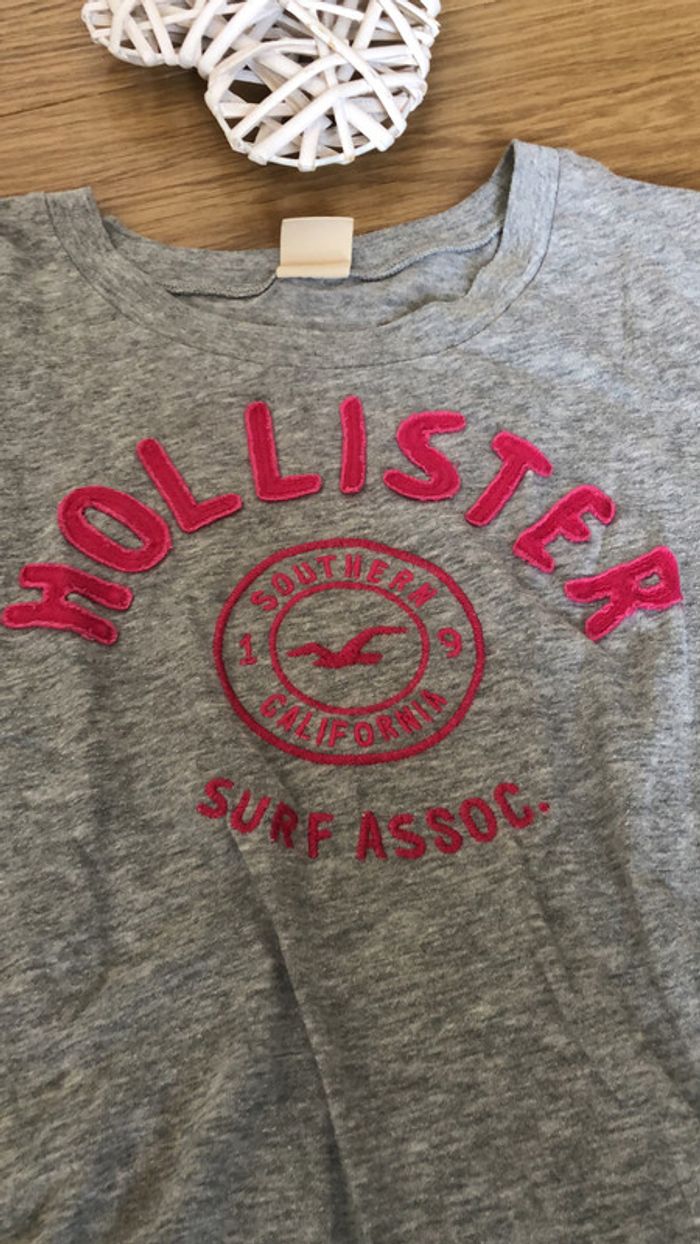 HOLLISTER
SOUTHERN
1 9
CALIFORNIA
SURF ASSOC.